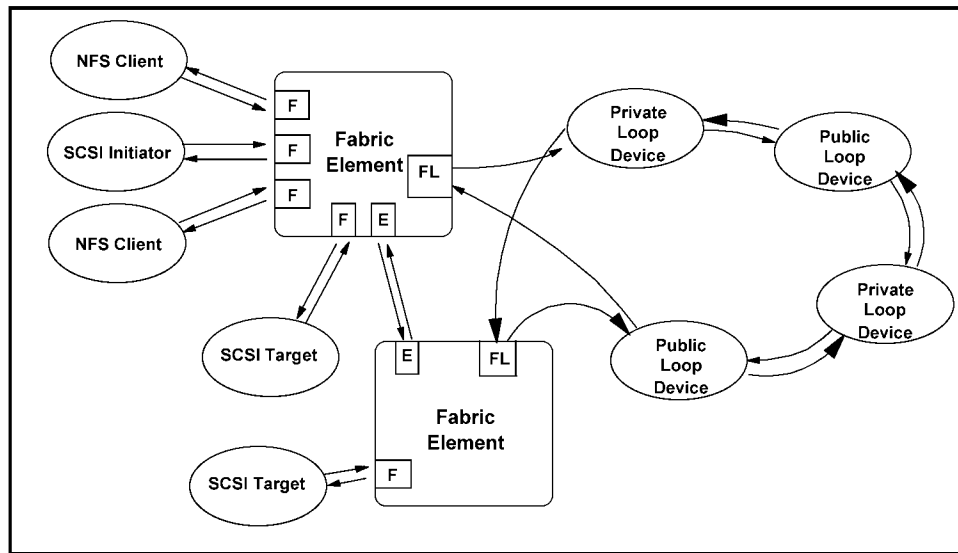 NFS Client
SCSI Initiator
NFS Client
F
F
F
Fabric
Element
FL
F
E
Private
Loop
Device
Public
Loop
Device
Private
Loop
Device
Public
Loop
Device
SCSI Target
E
FL
Fabric
Element
F
SCSI Target